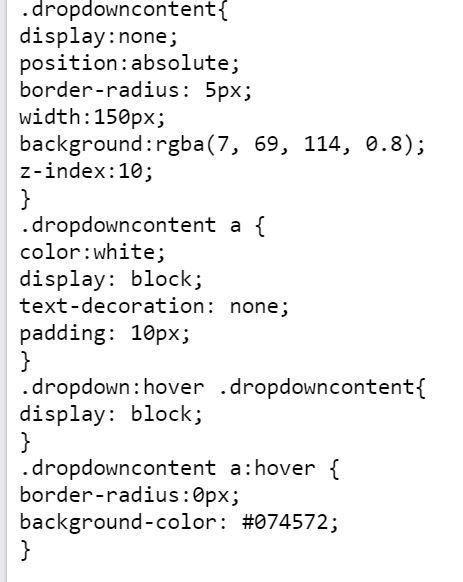 .dropdowncontent{
display:none;
position:absolute;
border-radius: 5px;
width:150px;
background:rgba(7, 69, 114, 0.8);
z-index:10;
}
.dropdowncontent a {
color:white;
display: block;
text-decoration: none;
padding: 10px;
}
.dropdown:hover .dropdowncontent{
display: block;
}
.dropdowncontent a:hover {
border-radius:0px;
background-color: #074572;
}